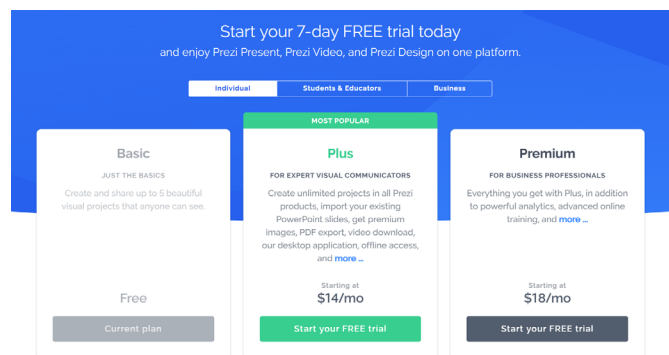 Start your 7-day FREE trial today
and enjoy Prezi Present, Prezi Video, and Prezi Design on one platform.
Individual
Students & Educators
Business
MOST POPULAR
Basic
JUST THE BASICS
Create and share up to 5 beautiful
visual projects that anyone can see.
Free
Current plan
Plus
FOR EXPERT VISUAL COMMUNICATORS
Create unlimited projects in all Prezi
products, import your existing
PowerPoint slides, get premium
images, PDF export, video download,
our desktop application, offline access,
and more ...
Starting at
$14/mo
Start your FREE trial
Premium
FOR BUSINESS PROFESSIONALS
Everything you get with Plus, in addition
to powerful analytics, advanced online
training, and more ...
Starting at
$18/mo
Start your FREE trial